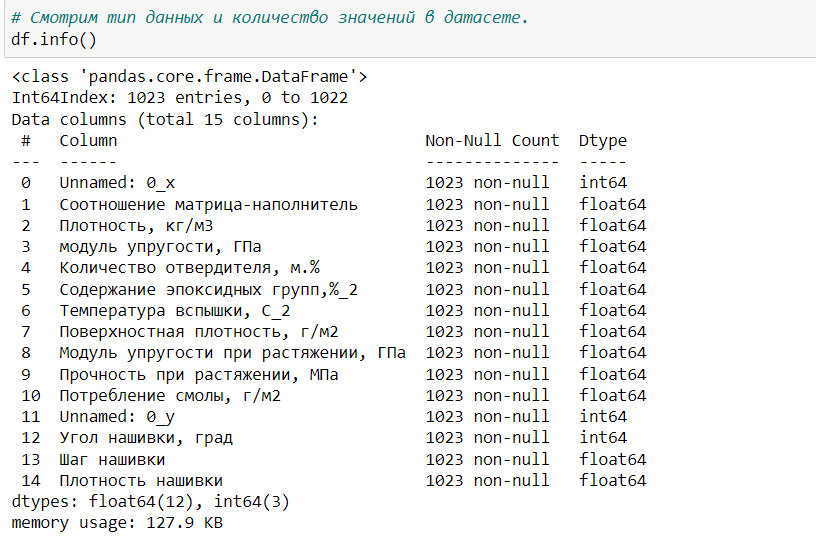 # Смотрим тип данных и количество значений в датасете.
df.info()
<class 'pandas.core.frame.DataFrame'>
Int64Index: 1023 entries, 0 to 1022
Data columns (total 15 columns):
 #   Column                                Non-Null Count  Dtype
---  ------                                --------------  -----
 0   Unnamed: 0_x                          1023 non-null   int64
 1   Соотношение матрица-наполнитель       1023 non-null   float64
 2   Плотность, кг/м3                      1023 non-null   float64
 3   модуль упругости, ГПа                 1023 non-null   float64
 4   Количество отвердителя, м.%           1023 non-null   float64
 5   Содержание эпоксидных групп,%_2       1023 non-null   float64
 6   Температура вспышки, С_2              1023 non-null   float64
 7   Поверхностная плотность, г/м2         1023 non-null   float64
 8   Модуль упругости при растяжении, ГПа  1023 non-null   float64
 9   Прочность при растяжении, МПа         1023 non-null   float64
 10  Потребление смолы, г/м2               1023 non-null   float64
 11  Unnamed: 0_y                          1023 non-null   int64
 12  Угол нашивки, град                    1023 non-null   int64
 13  Шаг нашивки                           1023 non-null   float64
 14  Плотность нашивки                     1023 non-null   float64
dtypes: float64(12), int64(3)
memory usage: 127.9 KB